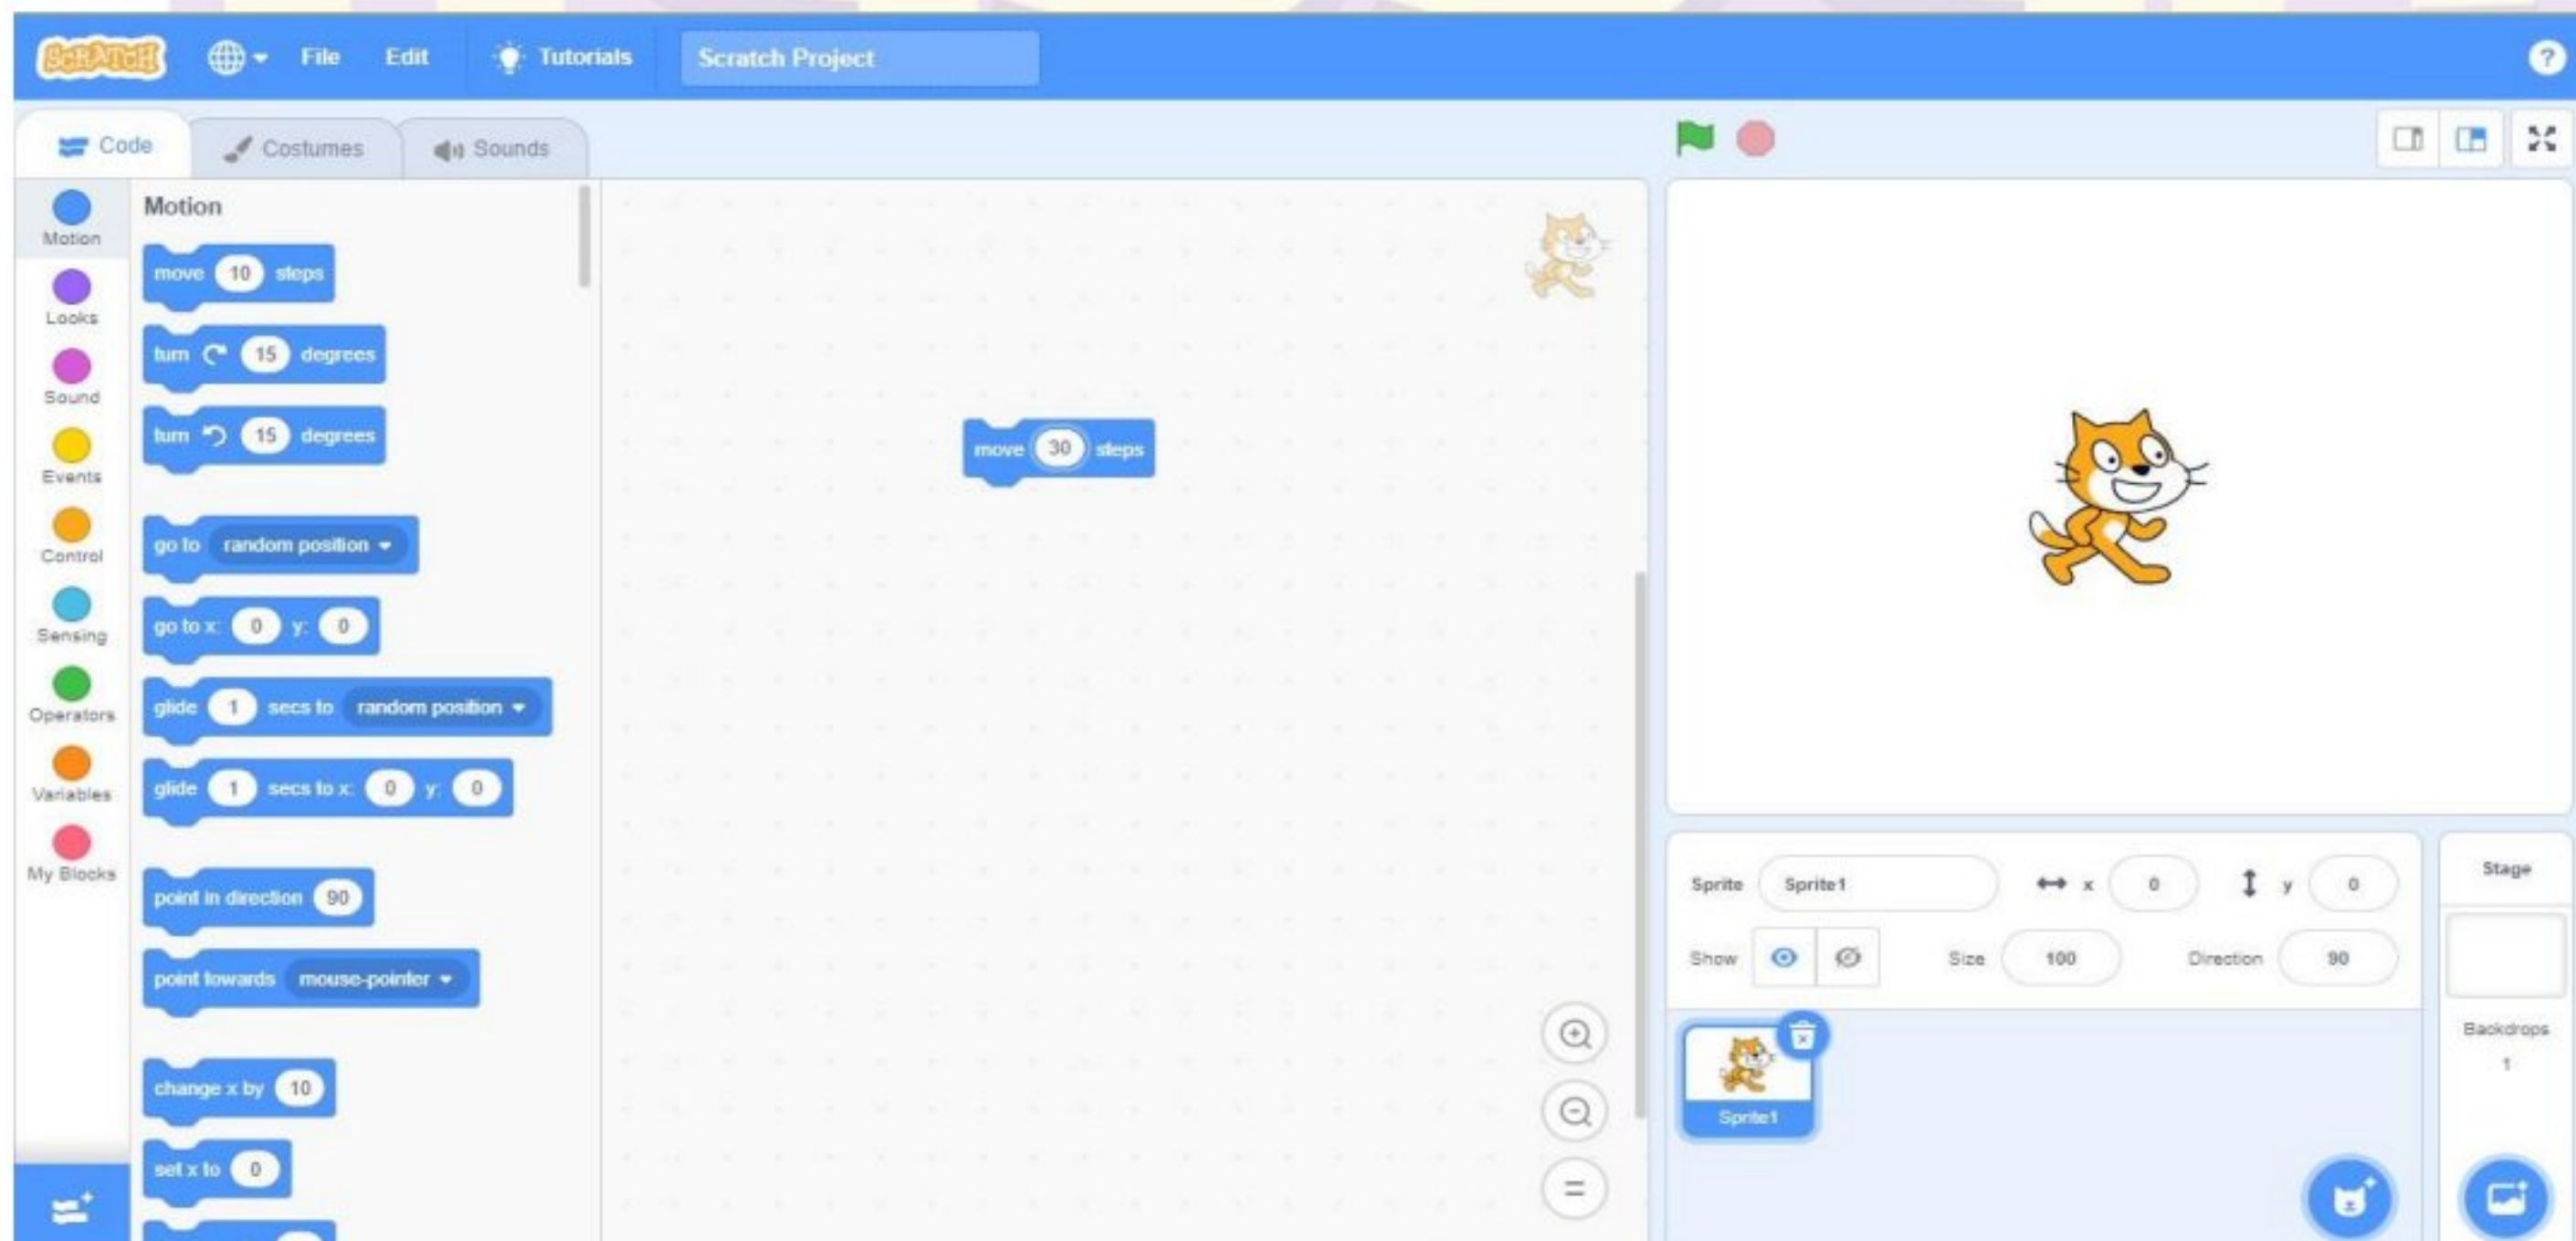 SCRATCH File Edit Tutorials Scratch Project ?
Code Costumes Sounds
Motion
Looks
Sound
Events
Control
Sensing
Operators
Variables
My Blocks
Motion
move 10 steps
turn 15 degrees
turn 15 degrees
go to random position
go to x: 0 y: 0
glide 1 secs to random position
glide 1 secs to x: 0 y: 0
point in direction 90
point towards mouse-pointer
change x by 10
set x to 0
move 30 steps
Sprite Sprite1 x 0 y 0
Show Size 100 Direction 90
Sprite1
Stage
Backdrops
1